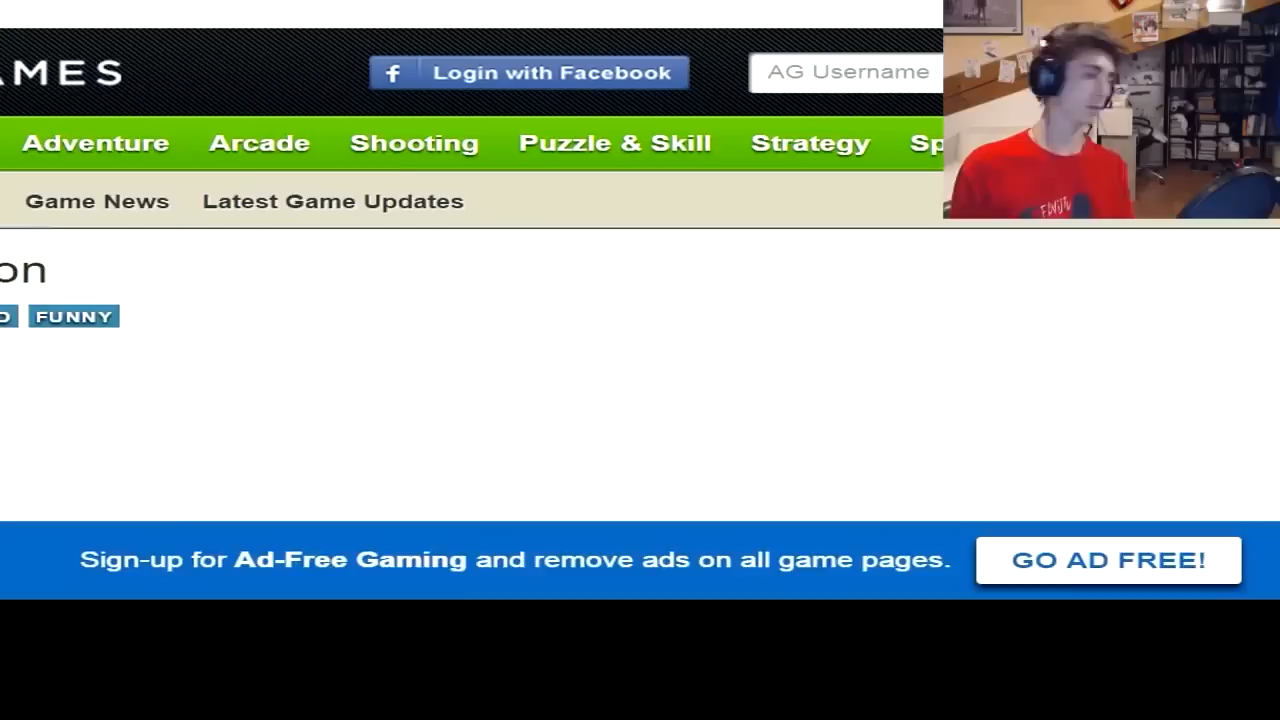 AMES
Login with Facebook
AG Username
Adventure Arcade Shooting Puzzle & Skill Strategy Sp
Game News Latest Game Updates
on
D FUNNY
Sign-up for Ad-Free Gaming and remove ads on all game pages. GO AD FREE!